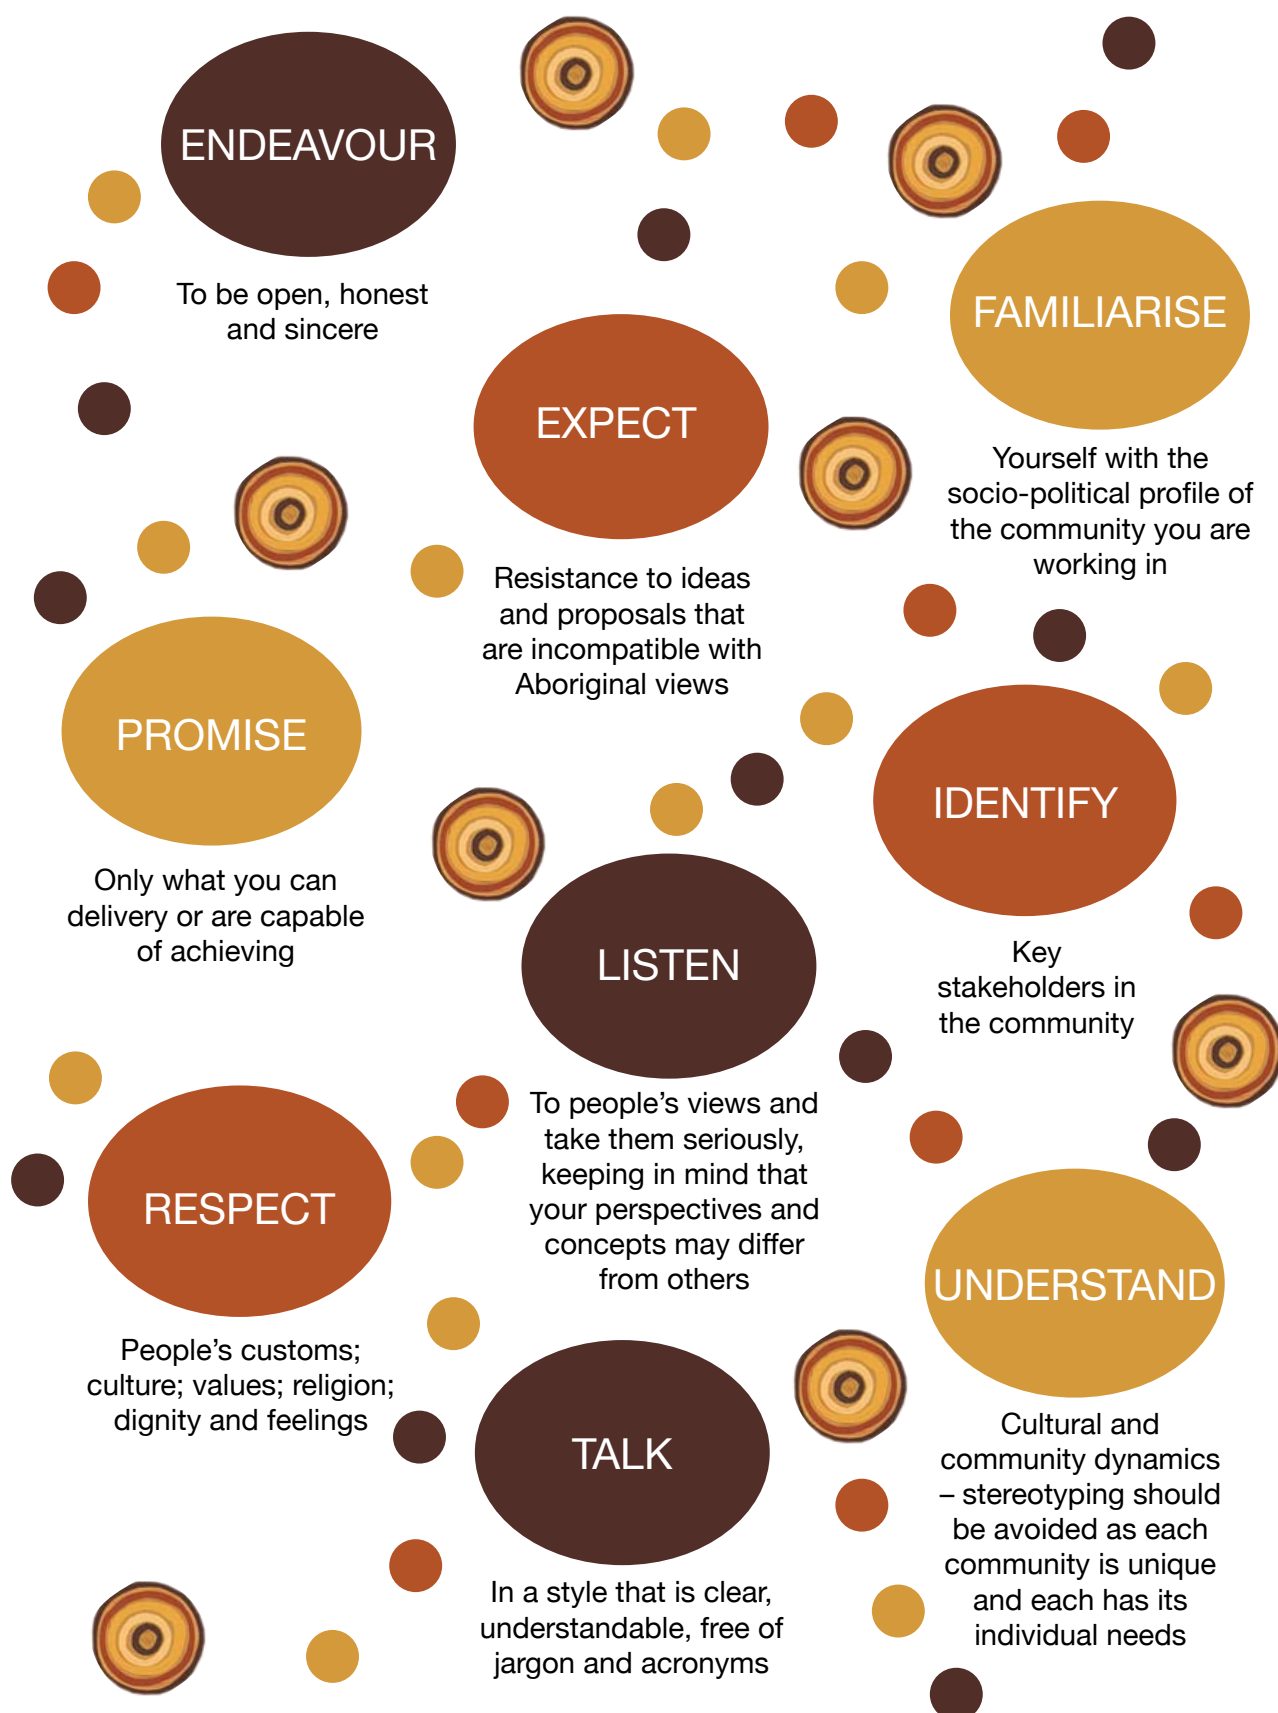 ENDEAVOUR
To be open, honest
and sincere
FAMILIARISE
Yourself with the
socio-political profile of
the community you are
working in
EXPECT
Resistance to ideas
and proposals that
are incompatible with
Aboriginal views
PROMISE
Only what you can
delivery or are capable
of achieving
IDENTIFY
Key
stakeholders in
the community
LISTEN
To people’s views and
take them seriously,
keeping in mind that
your perspectives and
concepts may differ
from others
RESPECT
People’s customs;
culture; values; religion;
dignity and feelings
UNDERSTAND
Cultural and
community dynamics
– stereotyping should
be avoided as each
community is unique
and each has its
individual needs
TALK
In a style that is clear,
understandable, free of
jargon and acronyms